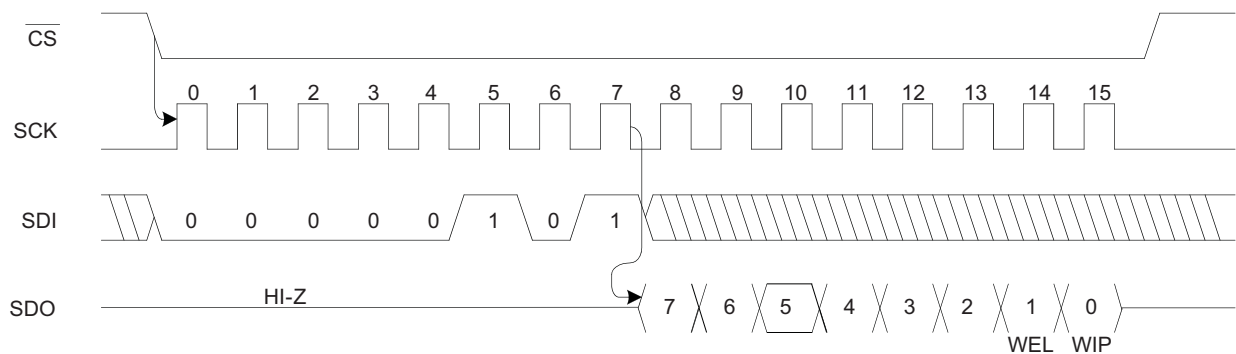 CS
0 1 2 3 4 5 6 7 8 9 10 11 12 13 14 15
SCK
SDI 0 0 0 0 0 1 0 1
HI-Z
SDO 7 6 5 4 3 2 1 0
WEL WIP